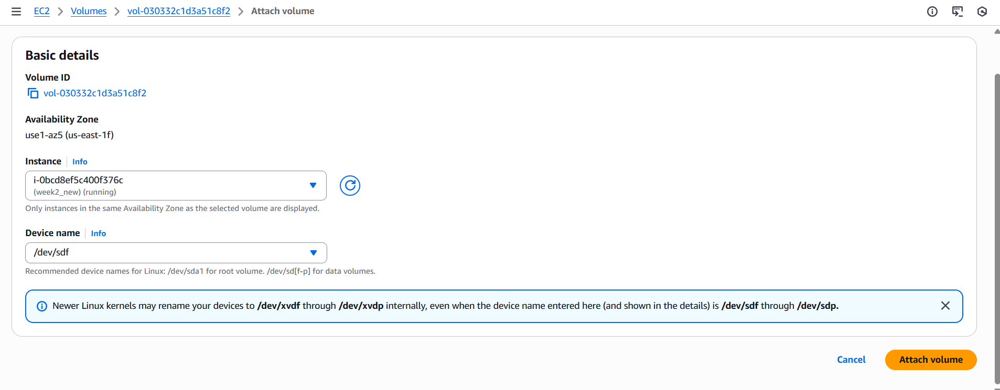 EC2 > Volumes > vol-030332c1d3a51c8f2 > Attach volume
Basic details
Volume ID
vol-030332c1d3a51c8f2
Availability Zone
use1-az5 (us-east-1f)
Instance | Info
i-0bcd8ef5c400f376c
(week2_new) (running)
Only instances in the same Availability Zone as the selected volume are displayed.
Device name | Info
/dev/sdf
Recommended device names for Linux: /dev/sda1 for root volume. /dev/sd[f-p] for data volumes.
Newer Linux kernels may rename your devices to /dev/xvdf through /dev/xvdp internally, even when the device name entered here (and shown in the details) is /dev/sdf through /dev/sdp.
Cancel
Attach volume